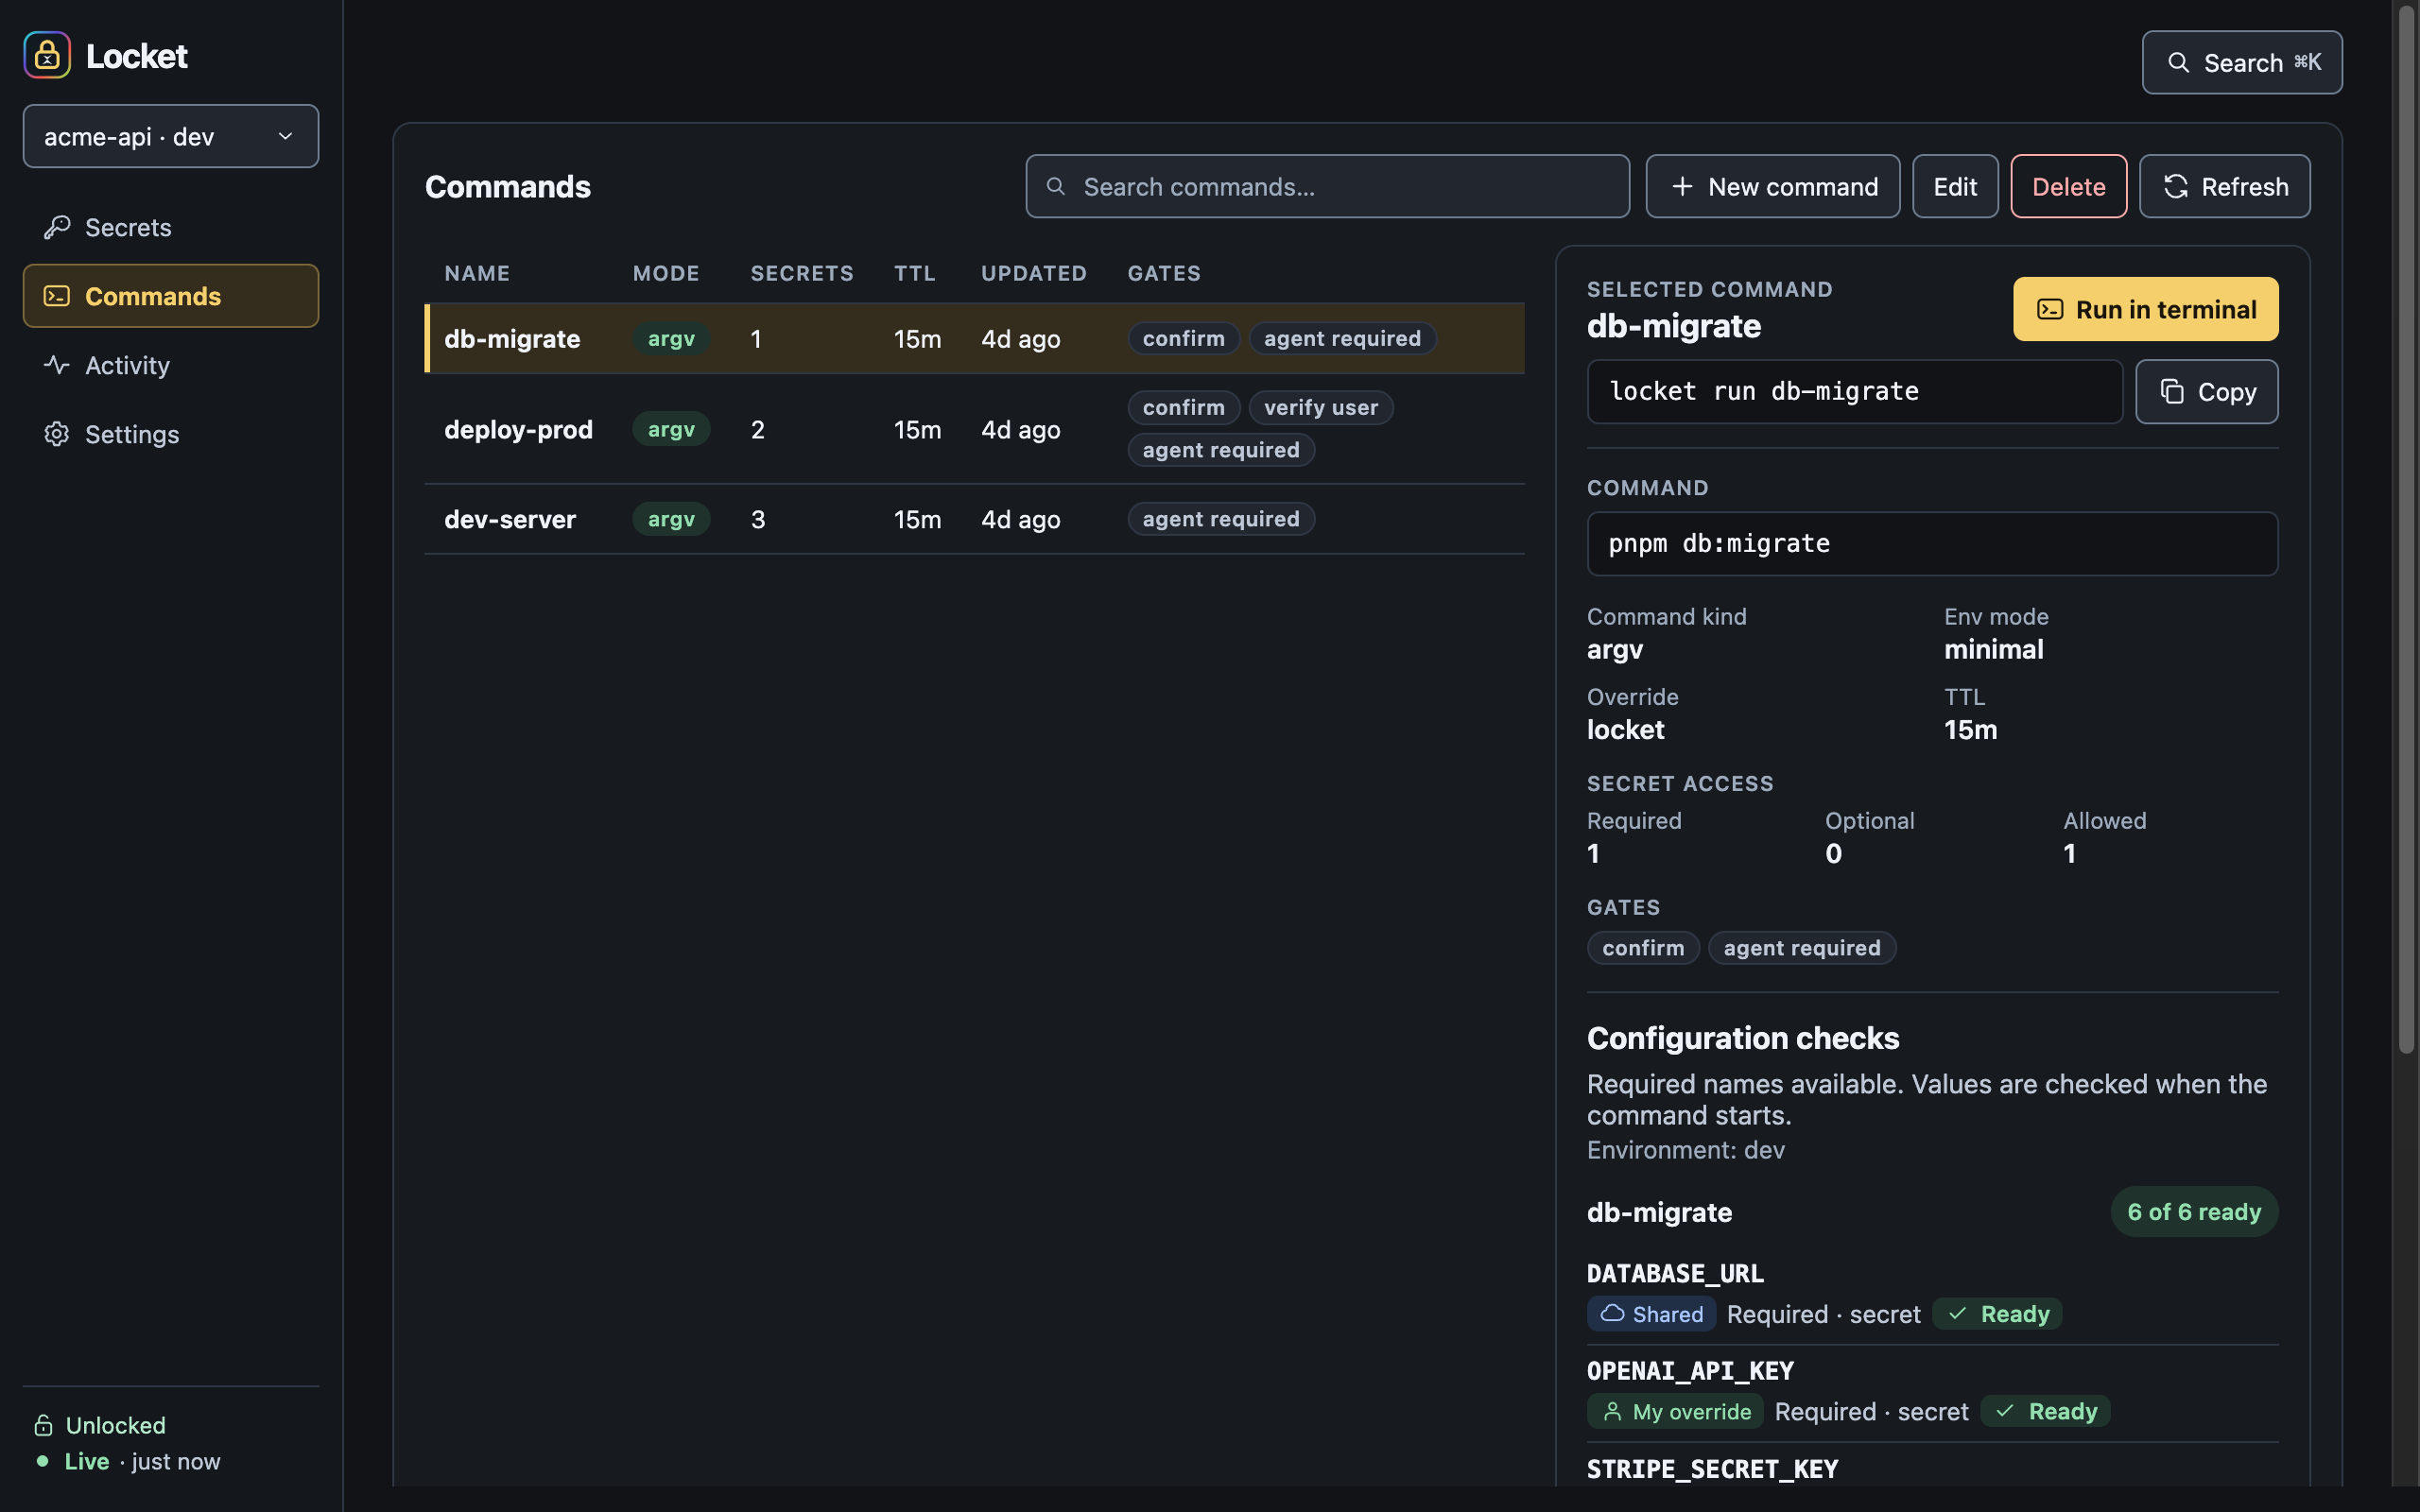 Locket
acme-api · dev
Secrets
Commands
Activity
Settings
Unlocked
Live · just now
Search ⌘K
Commands
Search commands...
New command
Edit
Delete
Refresh
NAME MODE SECRETS TTL UPDATED GATES
db-migrate argv 1 15m 4d ago confirm agent required
deploy-prod argv 2 15m 4d ago confirm verify user
agent required
dev-server argv 3 15m 4d ago agent required
SELECTED COMMAND
db-migrate
Run in terminal
locket run db-migrate
Copy
COMMAND
pnpm db:migrate
Command kind Env mode
argv minimal
Override TTL
locket 15m
SECRET ACCESS
Required Optional Allowed
1 0 1
GATES
confirm agent required
Configuration checks
Required names available. Values are checked when the
command starts.
Environment: dev
db-migrate 6 of 6 ready
DATABASE_URL
Shared Required · secret Ready
OPENAI_API_KEY
My override Required · secret Ready
STRIPE_SECRET_KEY